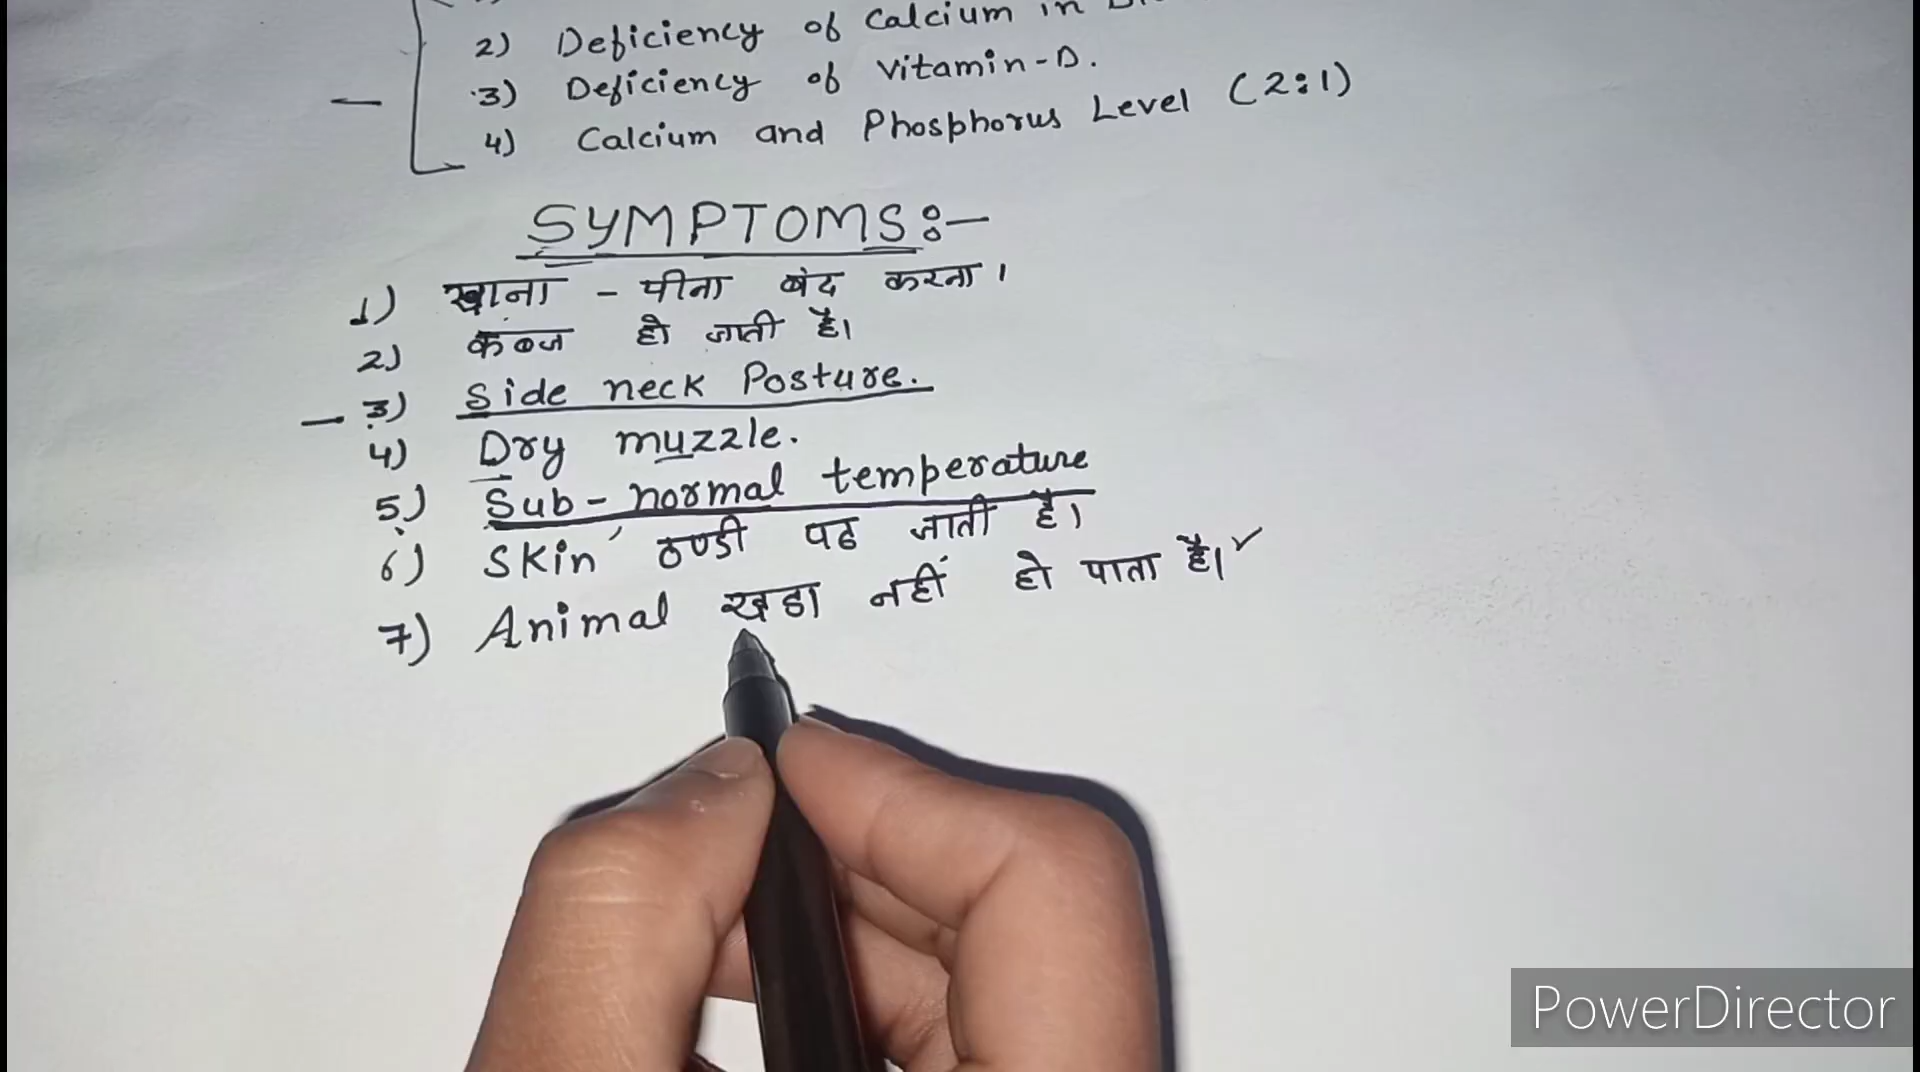 2) Deficiency of Calcium in
3) Deficiency of Vitamin-D.
4) Calcium and Phosphorus Level (2:1)
SYMPTOMS:-
1) खाना - पीना बंद करना।
2) कब्ज हो जाती है।
3) Side neck Posture.
4) Dry muzzle.
5) Sub-normal temperature
6) Skin ठण्डी पढ जाती है।
7) Animal खडा नहीं हो पाता है।
PowerDirector